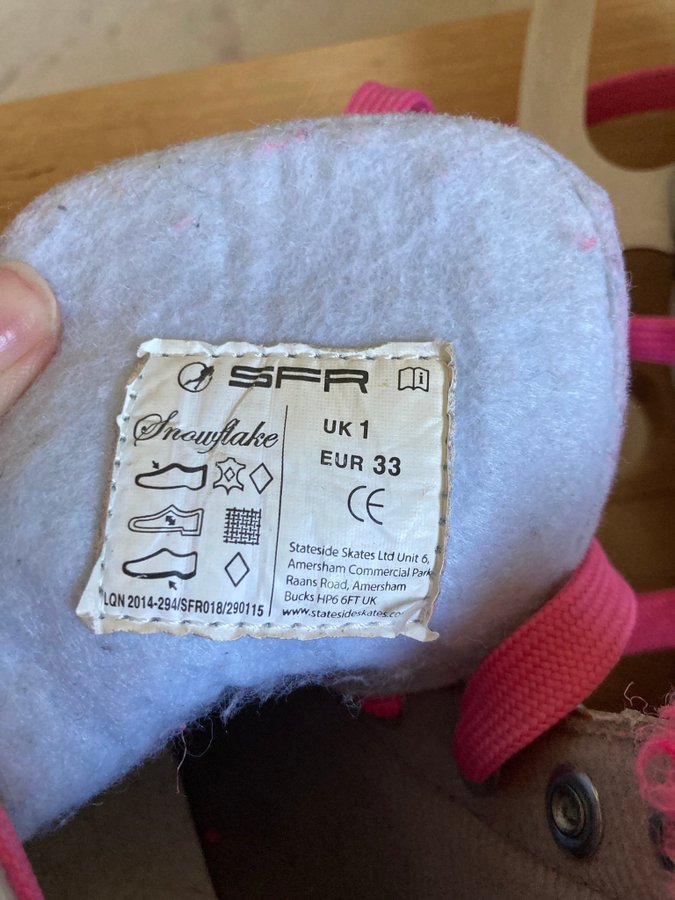 SFR
Snowflake
UK 1
EUR 33
CE
Stateside Skates Ltd Unit 6,
Amersham Commercial Park
Raans Road, Amersham
Bucks HP6 6FT UK
www.statesideskates.co
LQN 2014-294/SFR018/290115